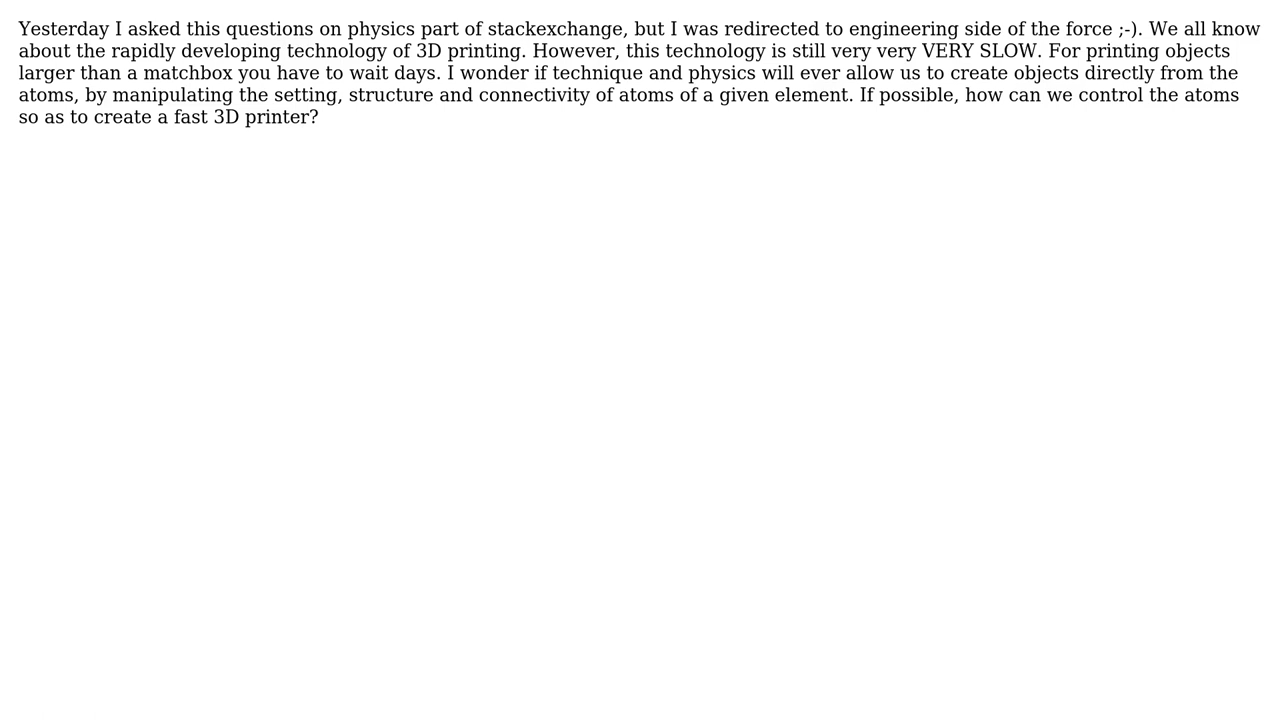 Yesterday I asked this questions on physics part of stackexchange, but I was redirected to engineering side of the force ;-). We all know
about the rapidly developing technology of 3D printing. However, this technology is still very very VERY SLOW. For printing objects
larger than a matchbox you have to wait days. I wonder if technique and physics will ever allow us to create objects directly from the
atoms, by manipulating the setting, structure and connectivity of atoms of a given element. If possible, how can we control the atoms
so as to create a fast 3D printer?